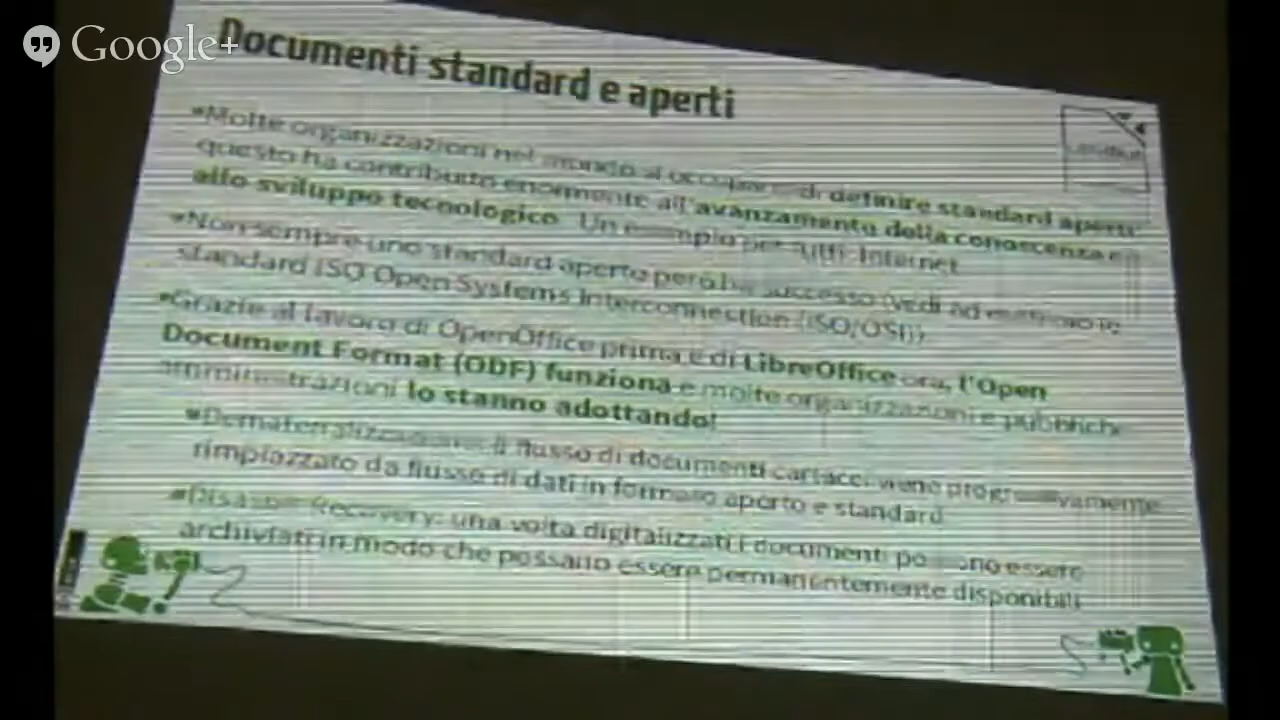 Google+
Documenti standard e aperti
Molte organizzazioni nel mondo si occupano di definire standard aperti:
questo ha contribuito enormemente all'avanzamento della conoscenza e
allo sviluppo tecnologico. Un esempio per tutti: Internet
Non sempre uno standard aperto però ha successo (vedi ad esempio lo
standard ISO Open Systems Interconnection (ISO/OSI))
Grazie al lavoro di OpenOffice prima e di LibreOffice ora, l'Open
Document Format (ODF) funziona e molte organizzazioni e pubbliche
amministrazioni lo stanno adottando!
Dematerializzazione: il flusso di documenti cartacei viene progressivamente
rimpiazzato da flusso di dati in formato aperto e standard
Disaster Recovery: una volta digitalizzati i documenti possono essere
archiviati in modo che possano essere permanentemente disponibili